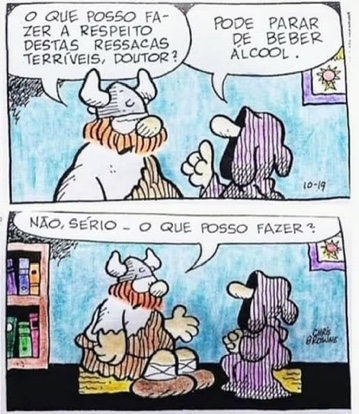 O QUE POSSO FA-
ZER A RESPEITO
DESTAS RESSACAS
TERRÍVEIS, DOUTOR?
PODE PARAR
DE BEBER
ÁLCOOL.
10-19
NÃO, SÉRIO - O QUE POSSO FAZER?
CHRIS
BROWNE